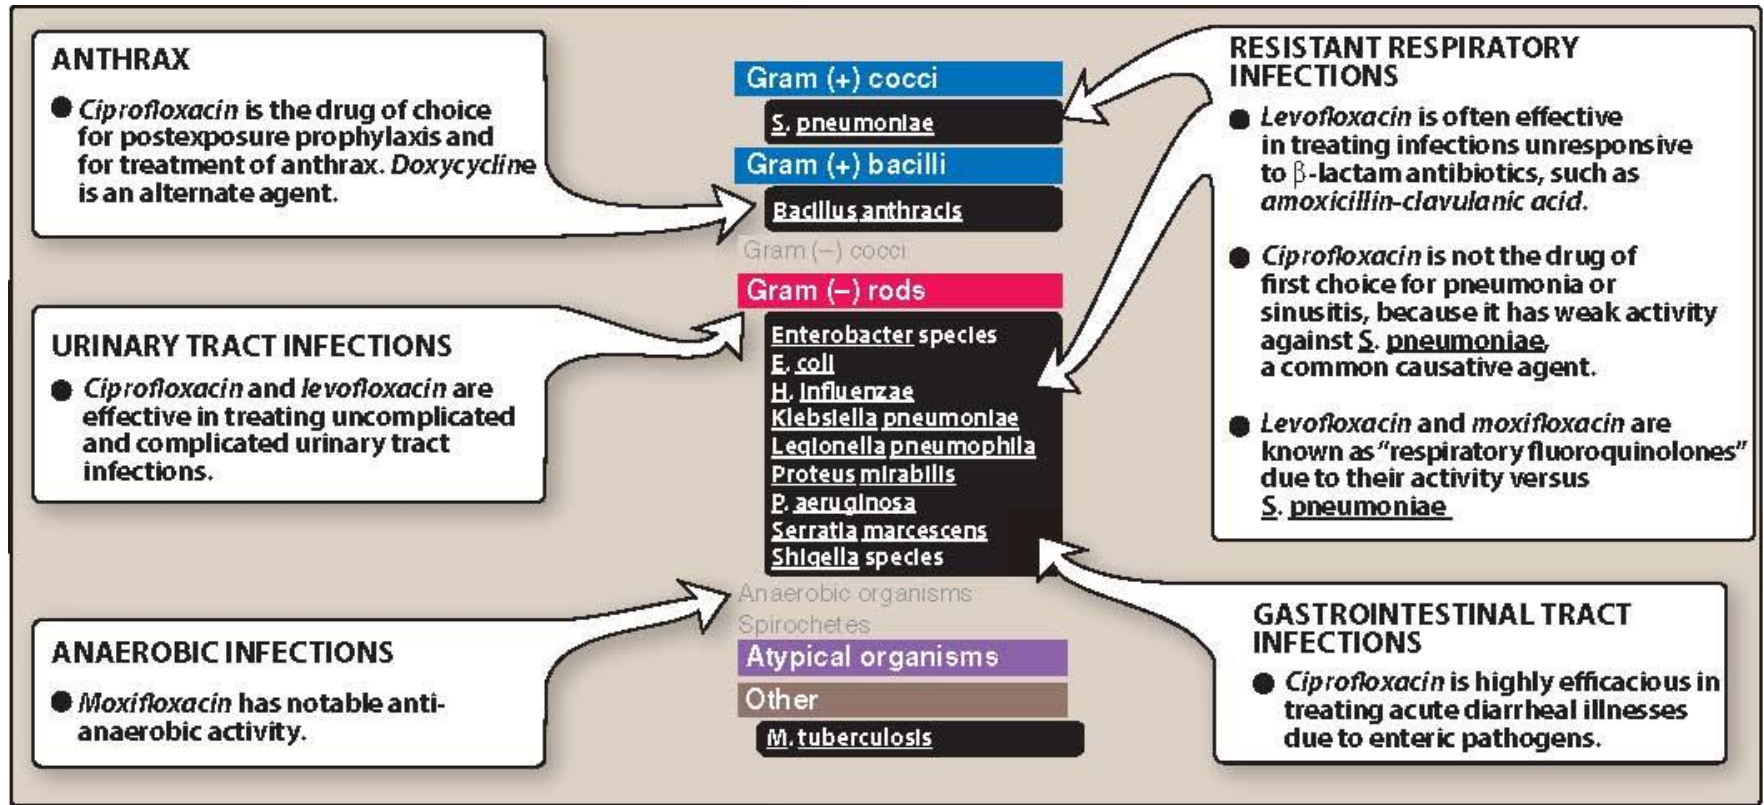 ANTHRAX
● Ciprofloxacin is the drug of choice
for postexposure prophylaxis and
for treatment of anthrax. Doxycycline
is an alternate agent.
URINARY TRACT INFECTIONS
● Ciprofloxacin and levofloxacin are
effective in treating uncomplicated
and complicated urinary tract
infections.
ANAEROBIC INFECTIONS
● Moxifloxacin has notable anti-
anaerobic activity.
Gram (+) cocci
S. pneumoniae
Gram (+) bacilli
Bacillus anthracis
Gram (–) cocci
Gram (–) rods
Enterobacter species
E. coli
H. influenzae
Klebsiella pneumoniae
Legionella pneumophila
Proteus mirabilis
P. aeruginosa
Serratia marcescens
Shigella species
Anaerobic organisms
Spirochetes
Atypical organisms
Other
M. tuberculosis
RESISTANT RESPIRATORY
INFECTIONS
● Levofloxacin is often effective
in treating infections unresponsive
to β-lactam antibiotics, such as
amoxicillin-clavulanic acid.
● Ciprofloxacin is not the drug of
first choice for pneumonia or
sinusitis, because it has weak activity
against S. pneumoniae,
a common causative agent.
● Levofloxacin and moxifloxacin are
known as “respiratory fluoroquinolones”
due to their activity versus
S. pneumoniae
GASTROINTESTINAL TRACT
INFECTIONS
● Ciprofloxacin is highly efficacious in
treating acute diarrheal illnesses
due to enteric pathogens.